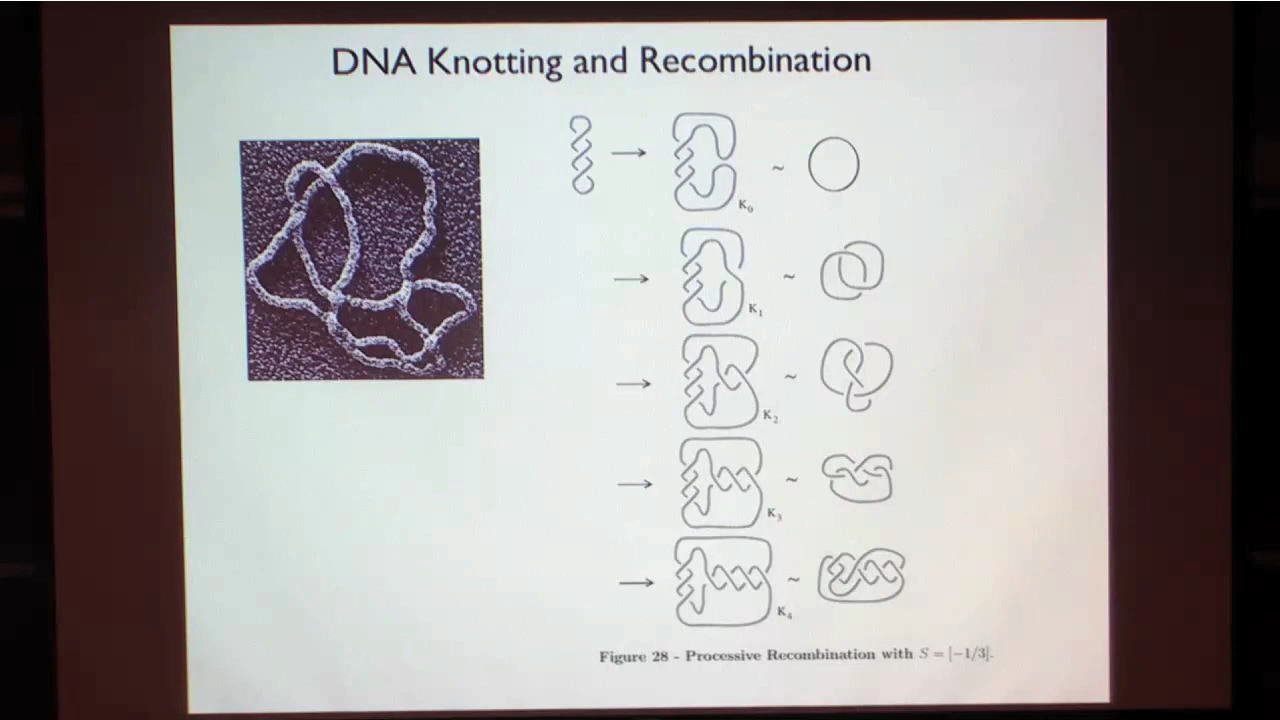 DNA Knotting and Recombination
K₀
K₁
K₂
K₃
K₄
Figure 28 - Processive Recombination with S = [−1/3].